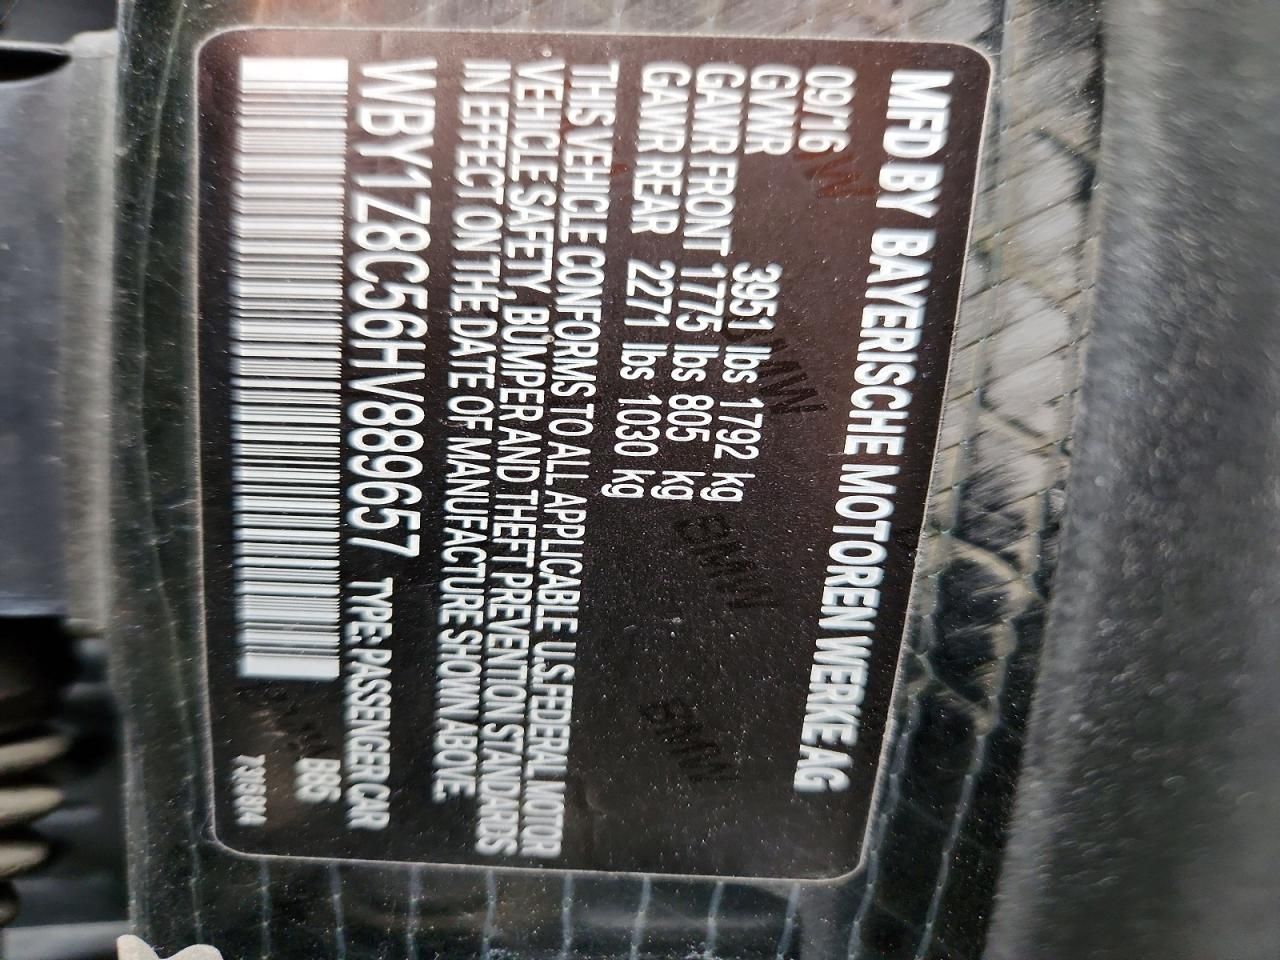 MFD BY BAYERISCHE MOTOREN WERKE AG
09/16
GVWR 3951 lbs 1792 kg
GAWR FRONT 1775 lbs 805 kg
GAWR REAR 2271 lbs 1030 kg
THIS VEHICLE CONFORMS TO ALL APPLICABLE U.S.FEDERAL MOTOR
VEHICLE SAFETY, BUMPER AND THEFT PREVENTION STANDARDS
IN EFFECT ON THE DATE OF MANUFACTURE SHOWN ABOVE.
WBY1Z8C56HV889657 TYPE: PASSENGER CAR
B85
BMW
BMW